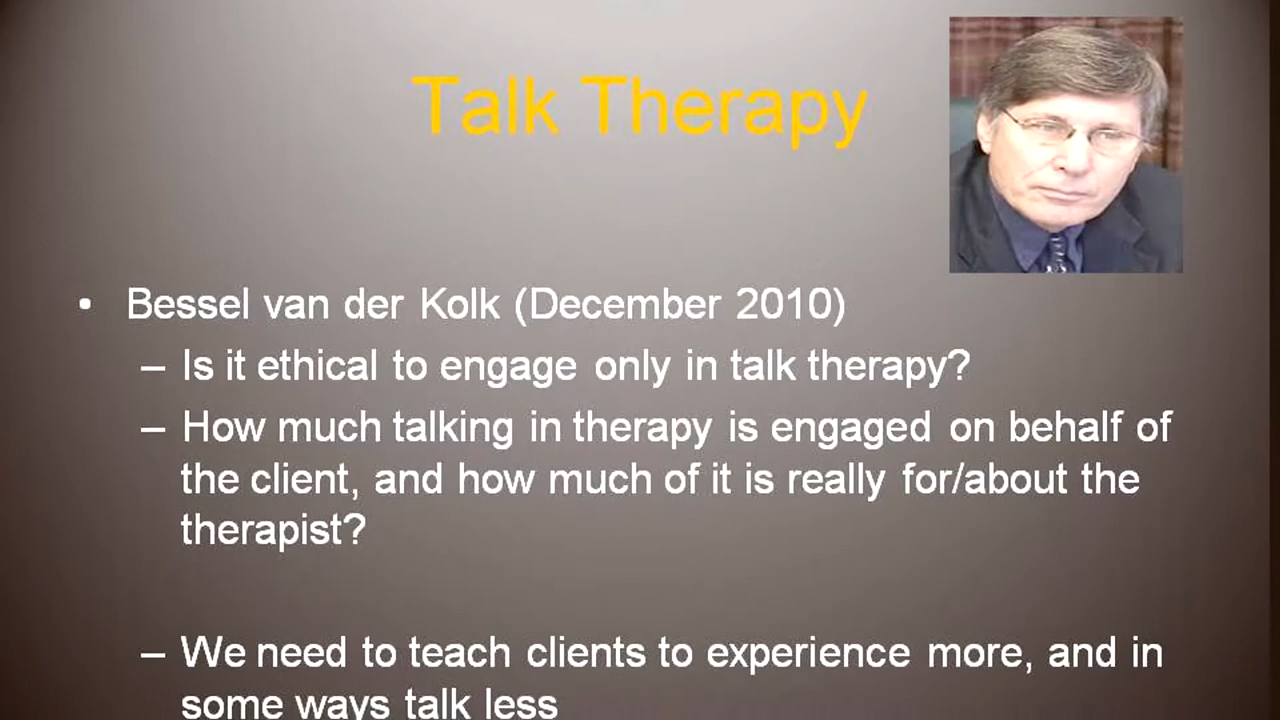 Talk Therapy
• Bessel van der Kolk (December 2010)
– Is it ethical to engage only in talk therapy?
– How much talking in therapy is engaged on behalf of
the client, and how much of it is really for/about the
therapist?
– We need to teach clients to experience more, and in
some ways talk less